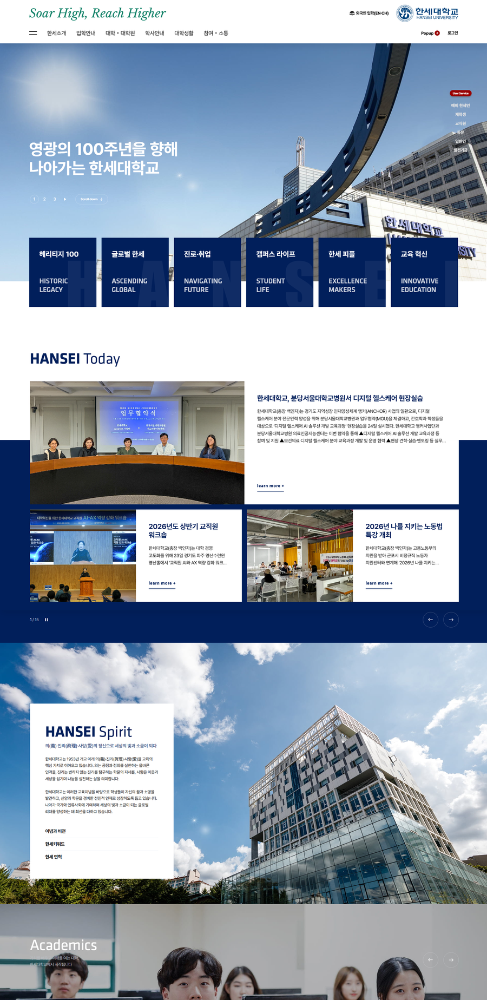 Soar High, Reach Higher
외국인 입학(EN·CH)
한세대학교
HANSEI UNIVERSITY
한세소개 입학안내 대학 • 대학원 학사안내 대학생활 참여 • 소통
Popup 6 로그인
User Service
예비 한세인
재학생
교직원
동문
일반인
발전기금
영광의 100주년을 향해
나아가는 한세대학교
1 2 3 Scroll down ↓
한세대학교
한세대학교
헤리티지 100
HISTORIC
LEGACY
글로벌 한세
ASCENDING
GLOBAL
진로·취업
NAVIGATING
FUTURE
캠퍼스 라이프
STUDENT
LIFE
한세 피플
EXCELLENCE
MAKERS
교육 혁신
INNOVATIVE
EDUCATION
HANSEI
HANSEI Today
업무협약식
한세대학교, 분당서울대학교병원서 디지털 헬스케어 현장실습
한세대학교(총장 백인자)는 경기도 지역성장 인재양성체계 앵커(ANCHOR) 사업의 일환으로, 디지털
헬스케어 분야 전문인력 양성을 위해 분당서울대학교병원과 업무협약(MOU)을 체결하고, 간호학과 학생들을
대상으로 '디지털 헬스케어 AI 솔루션 개발 교육과정' 현장실습을 24일 실시했다. 한세대학교 앵커사업단과
분당서울대학교병원 의료인공지능센터는 이번 협약을 통해 ▲디지털 헬스케어 AI 솔루션 개발 교육과정 등
참여 및 지원 ▲보건의료·디지털 헬스케어 분야 교육과정 개발 및 운영 협력 ▲현장 견학·실습·멘토링 등 실무...
learn more +
대학혁신을 위한 한세대학교 교직원 AI-AX 역량 강화 워크숍
2026년도 상반기 교직원
워크숍
한세대학교(총장 백인자)는 대학 경영
고도화를 위해 23일 경기도 파주 영산수련원
영산홀에서 '교직원 AI와 AX 역량 강화 워크...
learn more +
2026년 나를 지키는 노동법
특강 개최
한세대학교(총장 백인자)는 고용노동부의
지원을 받아 군포시 비정규직 노동자
지원센터와 연계해 '2026년 나를 지키는...
learn more +
1 / 15
HANSEI Spirit
의(義)·진리(眞理)·사랑(愛)의 정신으로 세상의 빛과 소금이 되다
한세대학교는 1953년 개교 이래 의(義)·진리(眞理)·사랑(愛)을 교육의
핵심 가치로 이어오고 있습니다. 의는 공정과 정의를 실천하는 올바른
인격을, 진리는 변하지 않는 진리를 탐구하는 학문의 자세를, 사랑은 이웃과
세상을 섬기며 나눔을 실천하는 삶을 의미합니다.
한세대학교는 이러한 교육이념을 바탕으로 학생들이 자신의 꿈과 소명을
발견하고, 신앙과 학문을 겸비한 전인적 인재로 성장하도록 돕고 있습니다.
나아가 국가와 인류사회에 기여하며 세상의 빛과 소금이 되는 글로벌
리더를 양성하는 데 최선을 다하고 있습니다.
이념과 비전
한세키워드
한세 연혁
Academics
미래를 여는 대학,
한세대학교에서 시작됩니다